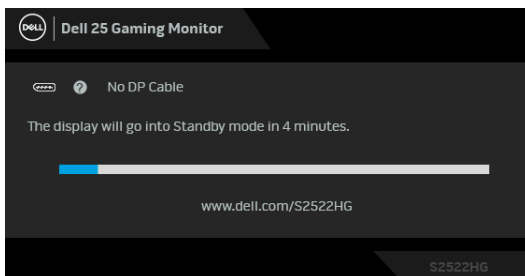 DELL Dell 25 Gaming Monitor
? No DP Cable
The display will go into Standby mode in 4 minutes.
www.dell.com/S2522HG
S2522HG